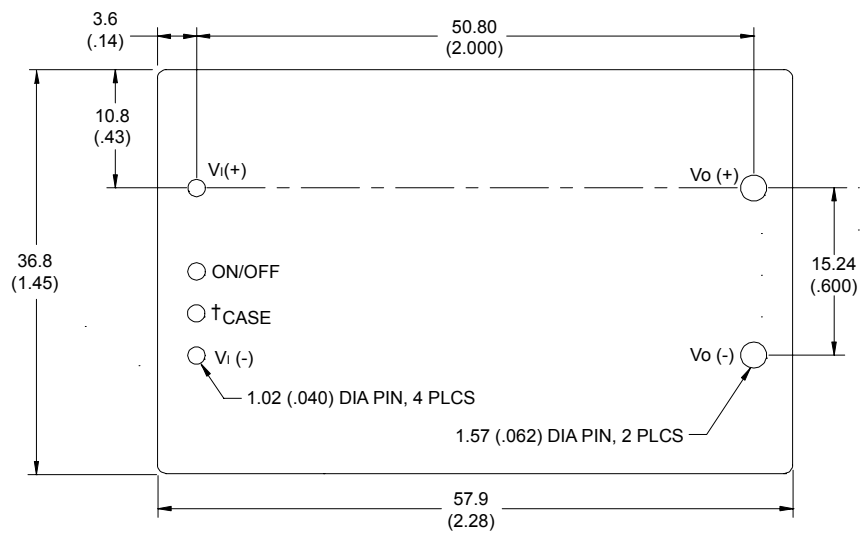 3.6
(.14)
50.80
(2.000)
10.8
(.43)
VI(+)
Vo (+)
36.8
(1.45)
ON/OFF
15.24
(.600)
†CASE
VI (-)
Vo (-)
1.02 (.040) DIA PIN, 4 PLCS
1.57 (.062) DIA PIN, 2 PLCS
57.9
(2.28)